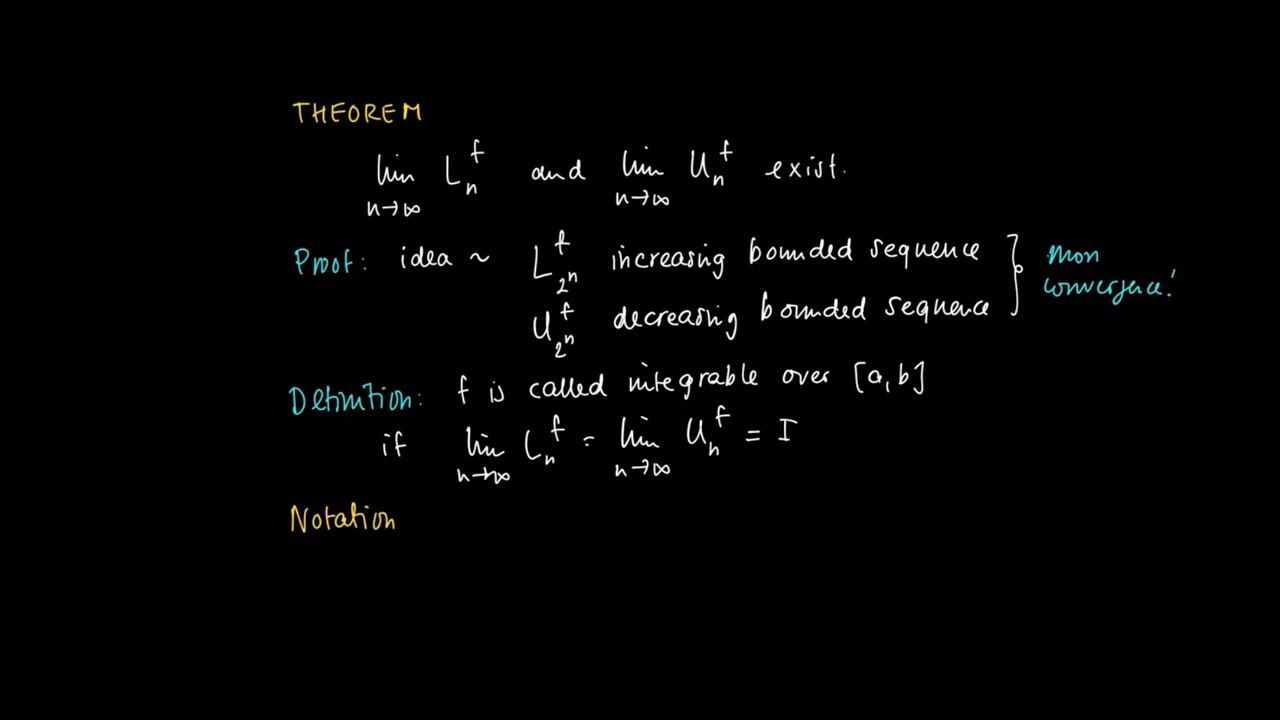 THEOREM
lim n→∞ L_n^f and lim n→∞ U_n^f exist.
Proof: idea ~ L_{2^n}^f increasing bounded sequence
U_{2^n}^f decreasing bounded sequence } mon convergence!
Definition: f is called integrable over [a,b]
if lim n→∞ L_n^f = lim n→∞ U_n^f = I
Notation